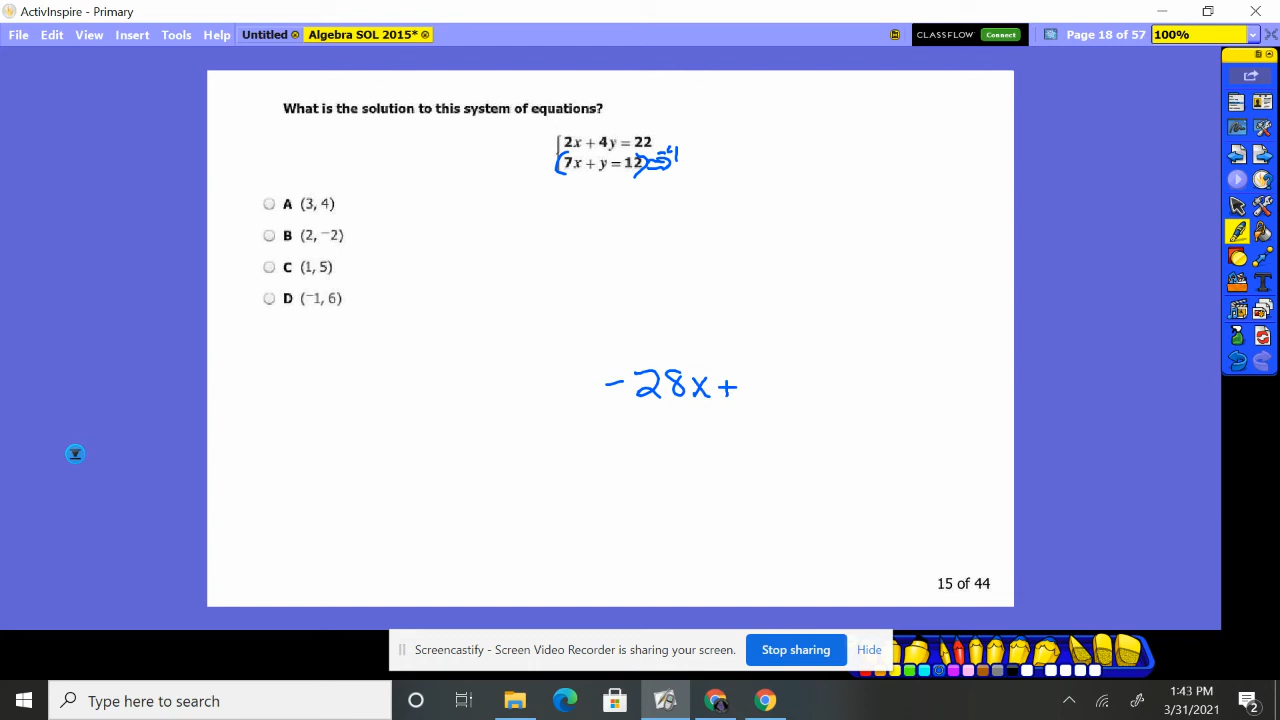 ActivInspire - Primary
File Edit View Insert Tools Help Untitled Algebra SOL 2015* CLASSFLOW Connect Page 18 of 57 100%
What is the solution to this system of equations?
2x + 4y = 22
(7x + y = 12)
A (3, 4)
B (2, ⁻2)
C (1, 5)
D (⁻1, 6)
-28x+
15 of 44
Screencastify - Screen Video Recorder is sharing your screen. Stop sharing Hide
Type here to search
1:43 PM
3/31/2021
2